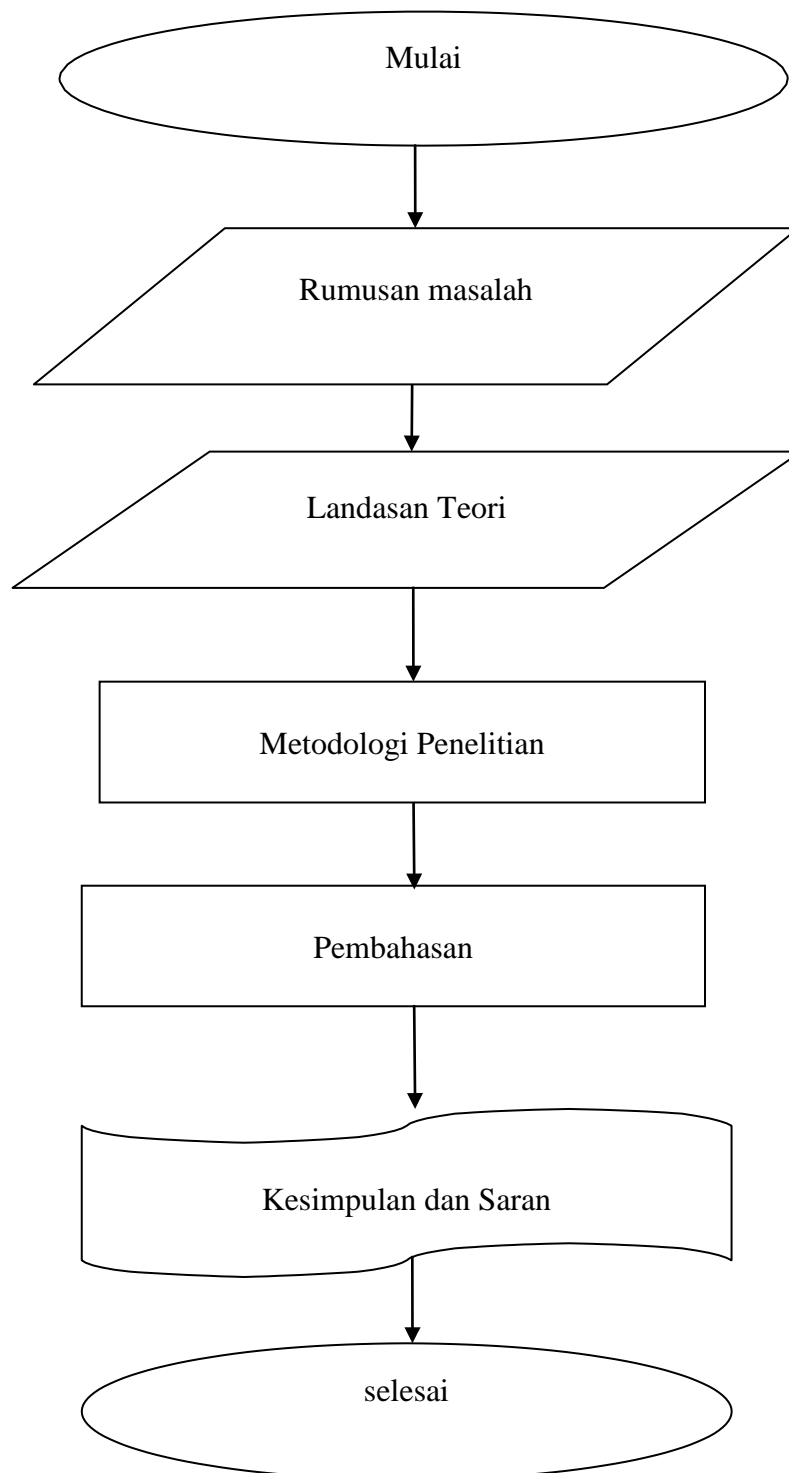 Mulai
Rumusan masalah
Landasan Teori
Metodologi Penelitian
Pembahasan
Kesimpulan dan Saran
selesai